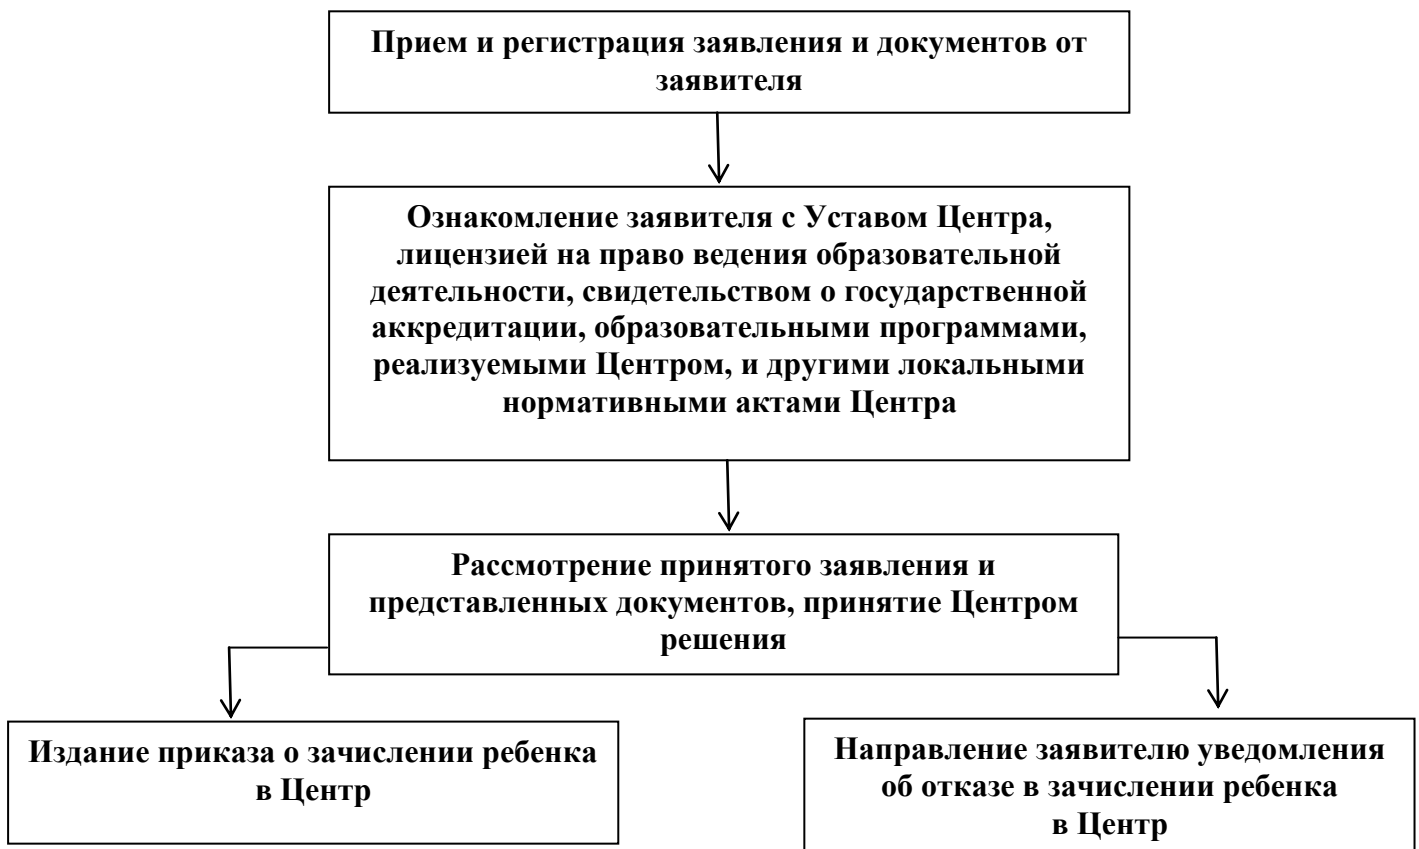 Прием и регистрация заявления и документов от
заявителя
Ознакомление заявителя с Уставом Центра,
лицензией на право ведения образовательной
деятельности, свидетельством о государственной
аккредитации, образовательными программами,
реализуемыми Центром, и другими локальными
нормативными актами Центра
Рассмотрение принятого заявления и
представленных документов, принятие Центром
решения
Издание приказа о зачислении ребенка
в Центр
Направление заявителю уведомления
об отказе в зачислении ребенка
в Центр